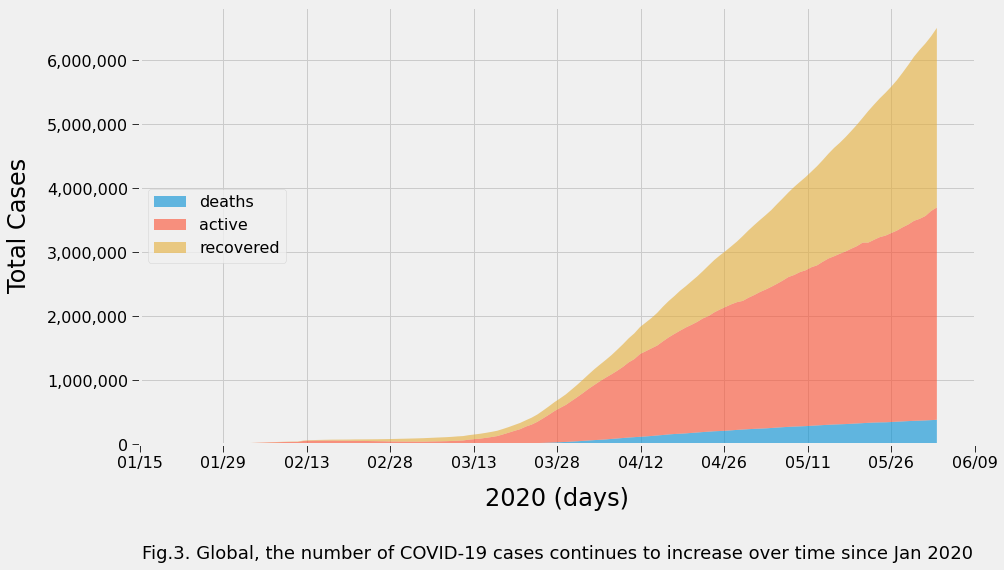 6,000,000
5,000,000
4,000,000
3,000,000
2,000,000
1,000,000
0
Total Cases
deaths
active
recovered
01/15 01/29 02/13 02/28 03/13 03/28 04/12 04/26 05/11 05/26 06/09
2020 (days)
Fig.3. Global, the number of COVID-19 cases continues to increase over time since Jan 2020